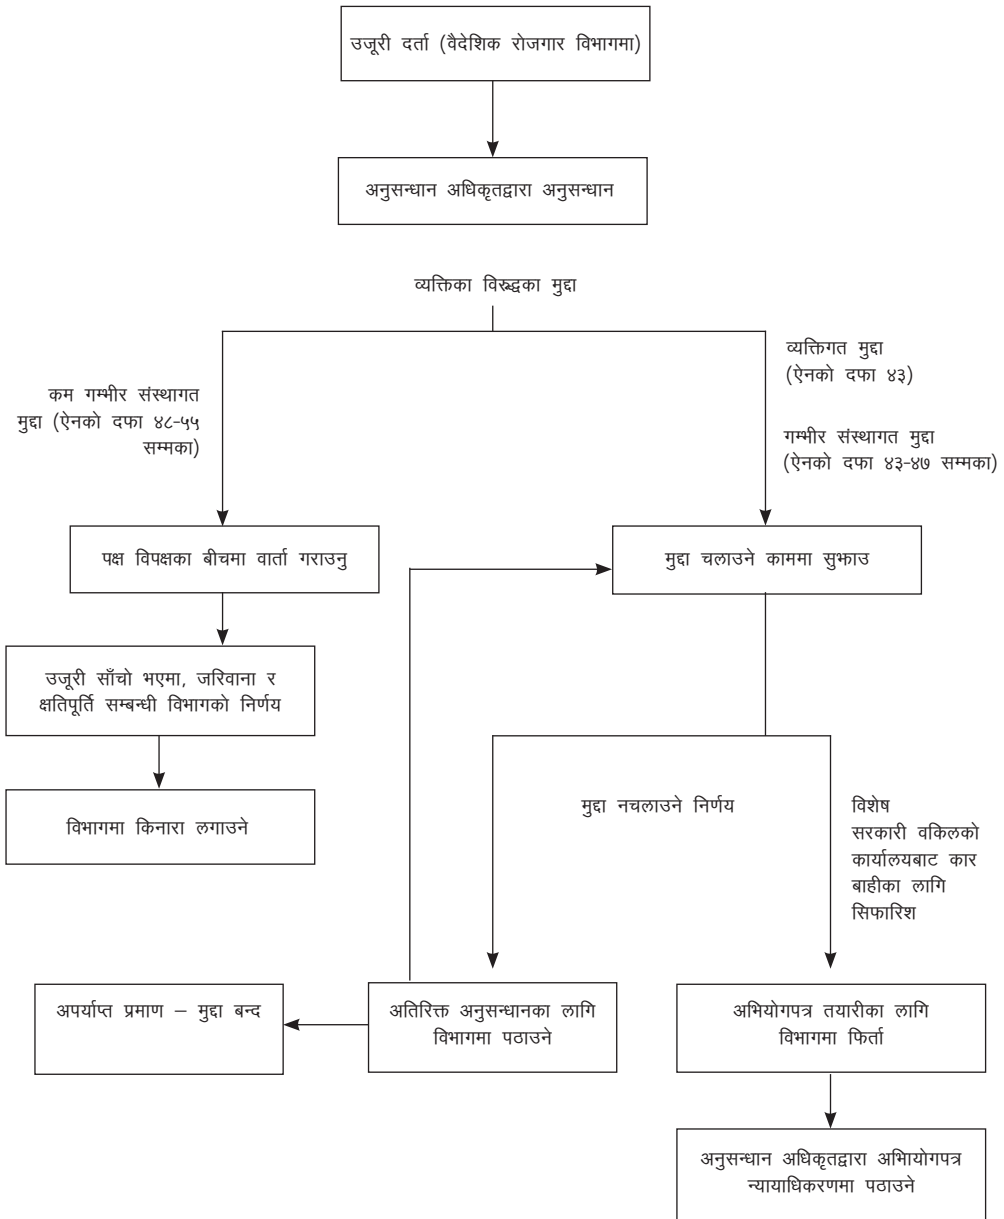 उजूरी दर्ता (वैदेशिक रोजगार विभागमा)
अनुसन्धान अधिकृतद्वारा अनुसन्धान
व्यक्तिका विरुद्धका मुद्दा
कम गम्भीर संस्थागत
मुद्दा (ऐनको दफा ४८-५५
सम्मका)
व्यक्तिगत मुद्दा
(ऐनको दफा ४३)
गम्भीर संस्थागत मुद्दा
(ऐनको दफा ४३-४७ सम्मका)
पक्ष विपक्षका बीचमा वार्ता गराउनु
मुद्दा चलाउने काममा सुझाउ
उजूरी साँचो भएमा, जरिवाना र
क्षतिपूर्ति सम्बन्धी विभागको निर्णय
विभागमा किनारा लगाउने
मुद्दा नचलाउने निर्णय
विशेष
सरकारी वकिलको
कार्यालयबाट कार
बाहीका लागि
सिफारिश
अपर्याप्त प्रमाण – मुद्दा बन्द
अतिरिक्त अनुसन्धानका लागि
विभागमा पठाउने
अभियोगपत्र तयारीका लागि
विभागमा फिर्ता
अनुसन्धान अधिकृतद्वारा अभिायोगपत्र
न्यायाधिकरणमा पठाउने